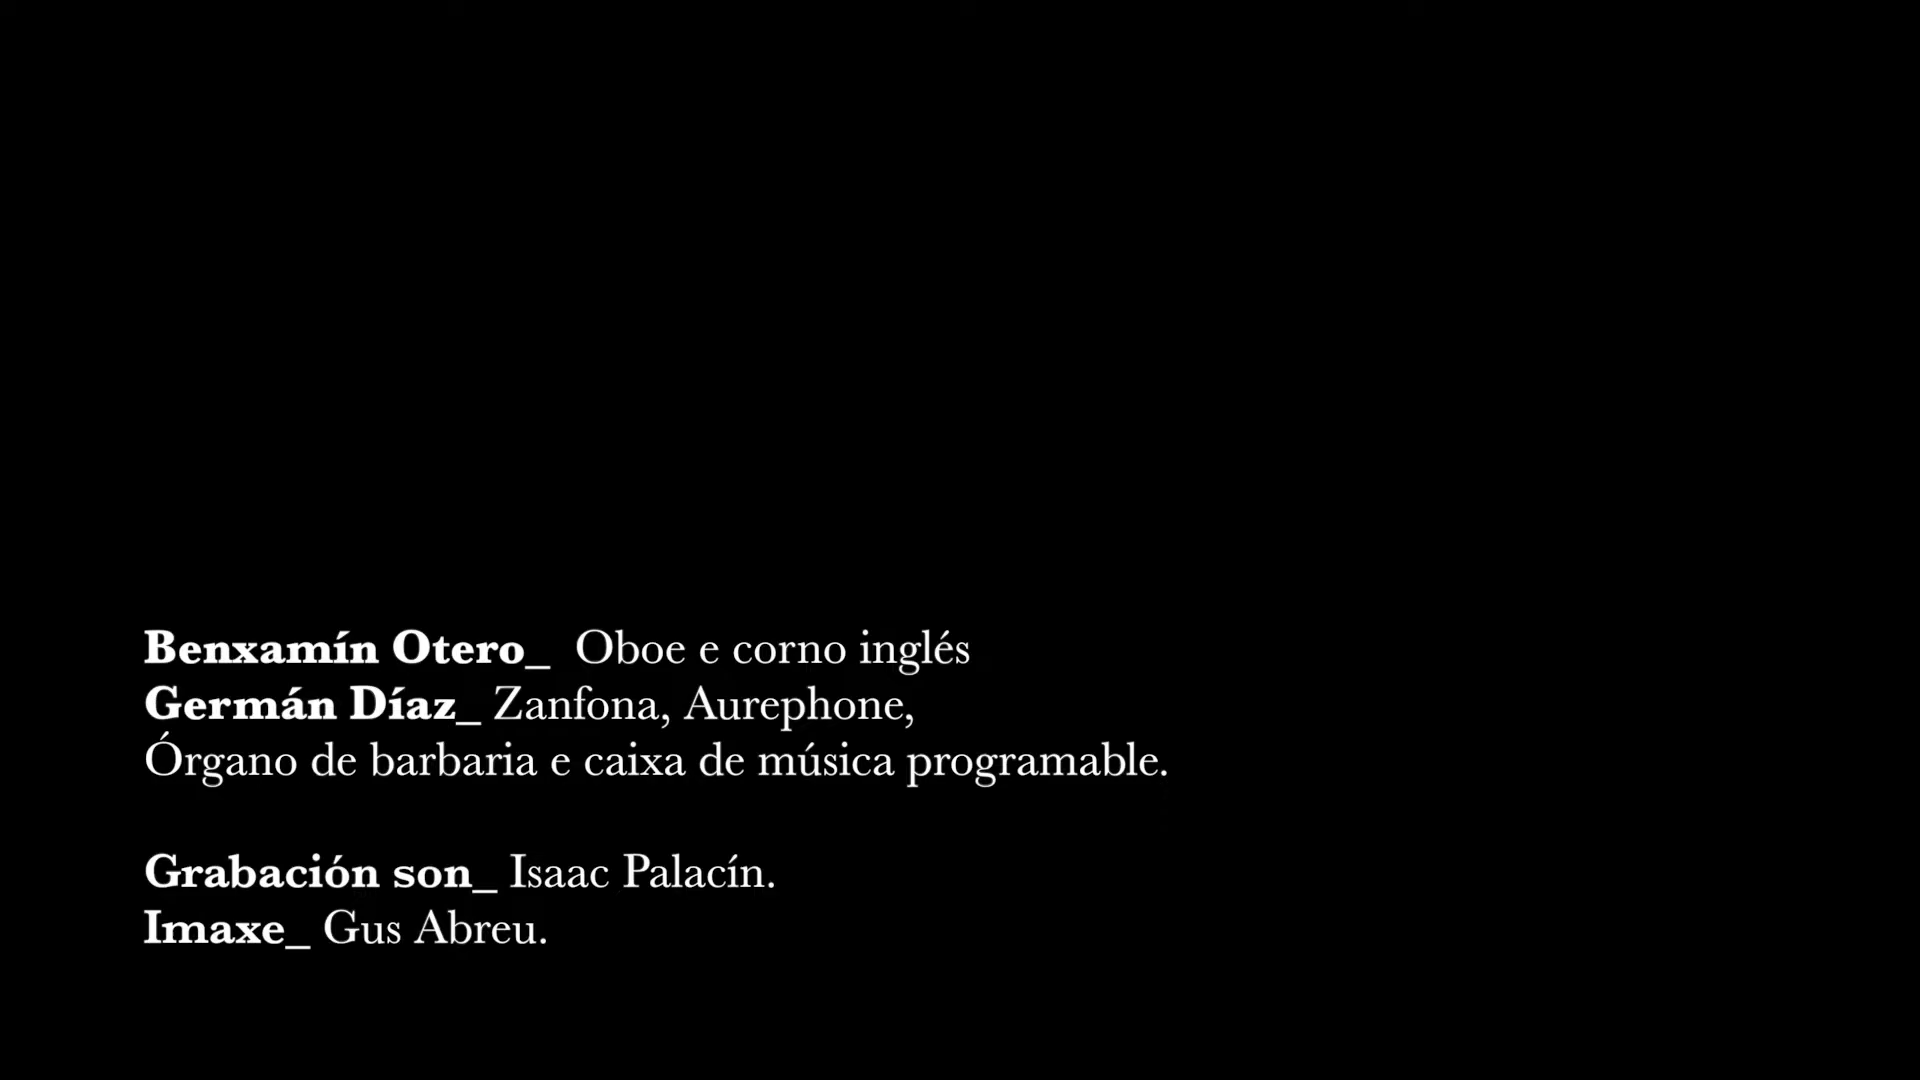 Benxamín Otero_ Oboe e corno inglés
Germán Díaz_ Zanfona, Aurephone,
Órgano de barbaria e caixa de música programable.
Grabación son_ Isaac Palacín.
Imaxe_ Gus Abreu.